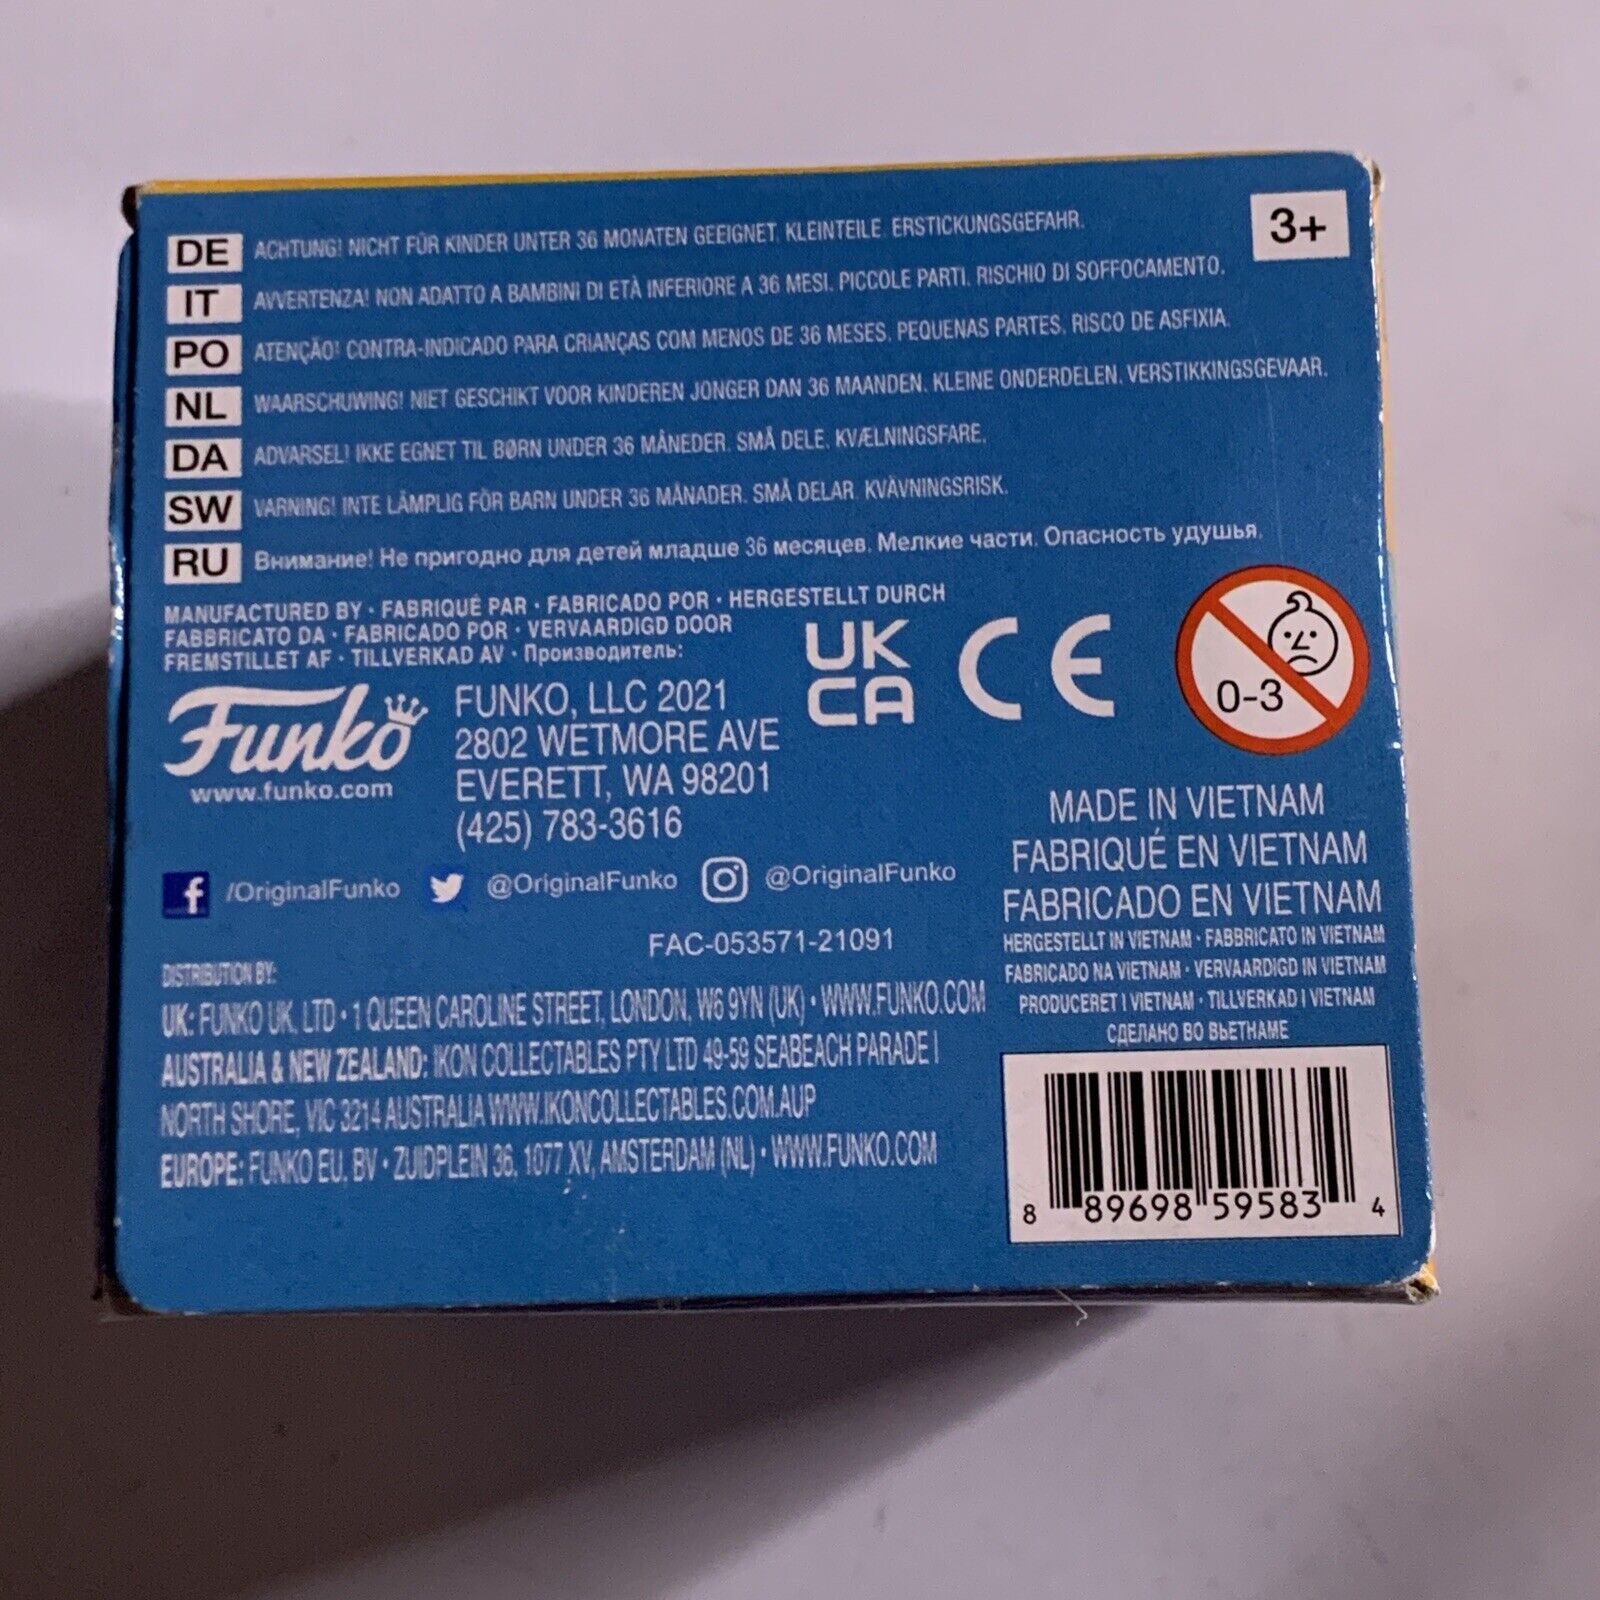 3+
DE ACHTUNG! NICHT FÜR KINDER UNTER 36 MONATEN GEEIGNET. KLEINTEILE. ERSTICKUNGSGEFAHR.
IT AVVERTENZA! NON ADATTO A BAMBINI DI ETÀ INFERIORE A 36 MESI. PICCOLE PARTI. RISCHIO DI SOFFOCAMENTO.
PO ATENÇÃO! CONTRA-INDICADO PARA CRIANÇAS COM MENOS DE 36 MESES. PEQUENAS PARTES. RISCO DE ASFIXIA.
NL WAARSCHUWING! NIET GESCHIKT VOOR KINDEREN JONGER DAN 36 MAANDEN. KLEINE ONDERDELEN. VERSTIKKINGSGEVAAR.
DA ADVARSEL! IKKE EGNET TIL BØRN UNDER 36 MÅNEDER. SMÅ DELE. KVÆLNINGSFARE.
SW VARNING! INTE LÄMPLIG FÖR BARN UNDER 36 MÅNADER. SMÅ DELAR. KVÄVNINGSRISK.
RU Внимание! Не пригодно для детей младше 36 месяцев. Мелкие части. Опасность удушья.
MANUFACTURED BY · FABRIQUÉ PAR · FABRICADO POR · HERGESTELLT DURCH
FABBRICATO DA · FABRICADO POR · VERVAARDIGD DOOR
FREMSTILLET AF · TILLVERKAD AV · Производитель:
UK
CA
CE
0-3
Funko
www.funko.com
FUNKO, LLC 2021
2802 WETMORE AVE
EVERETT, WA 98201
(425) 783-3616
f /OriginalFunko @OriginalFunko @OriginalFunko
FAC-053571-21091
DISTRIBUTION BY:
UK: FUNKO UK, LTD · 1 QUEEN CAROLINE STREET, LONDON, W6 9YN (UK) · WWW.FUNKO.COM
AUSTRALIA & NEW ZEALAND: IKON COLLECTABLES PTY LTD 49-59 SEABEACH PARADE |
NORTH SHORE, VIC 3214 AUSTRALIA WWW.IKONCOLLECTABLES.COM.AUP
EUROPE: FUNKO EU, BV · ZUIDPLEIN 36, 1077 XV, AMSTERDAM (NL) · WWW.FUNKO.COM
MADE IN VIETNAM
FABRIQUÉ EN VIETNAM
FABRICADO EN VIETNAM
HERGESTELLT IN VIETNAM · FABBRICATO IN VIETNAM
FABRICADO NA VIETNAM · VERVAARDIGD IN VIETNAM
PRODUCERET I VIETNAM · TILLVERKAD I VIETNAM
СДЕЛАНО ВО ВЬЕТНАМЕ
8 89698 59583 4